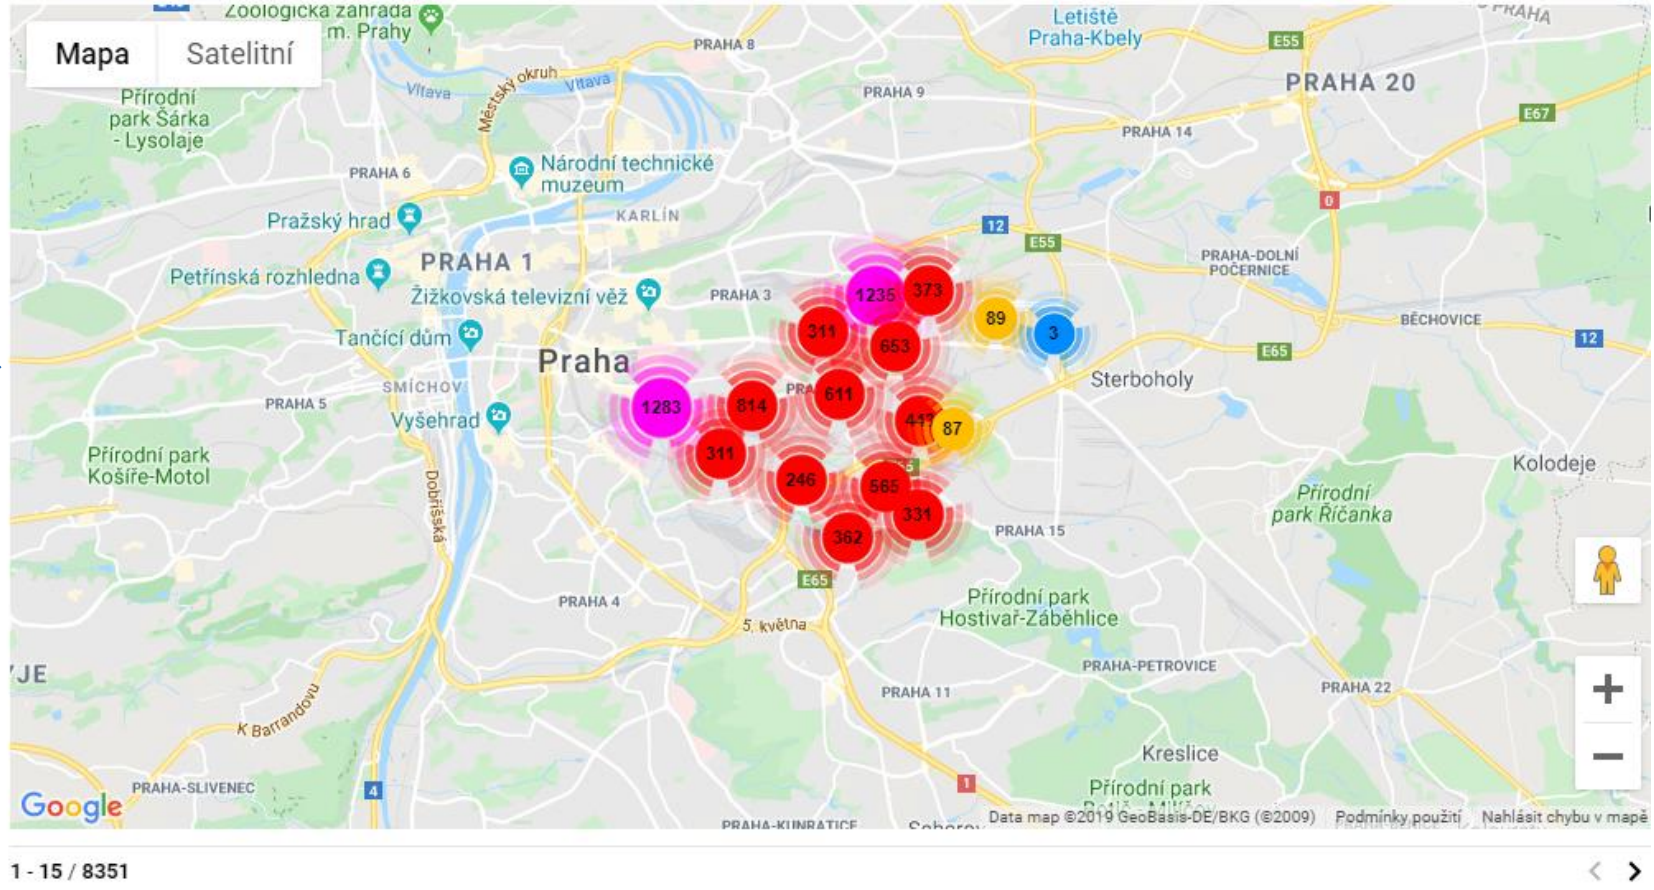 Zoologická zahrada
m. Prahy
Letiště
Praha-Kbely
PRAHA
Mapa
Satelitní
PRAHA 8
E55
PRAHA 20
Přírodní
park Šárka
- Lysolaje
Vltava
Městský okruh
Vltava
PRAHA 9
E67
PRAHA 14
PRAHA 6
Národní technické
muzeum
0
Pražský hrad
KARLÍN
12
E55
PRAHA 1
PRAHA-DOLNÍ
POČERNICE
Petřínská rozhledna
Žižkovská televizní věž
PRAHA 3
1235
373
89
3
BĚCHOVICE
Tančící dům
311
653
12
Praha
E65
SMÍCHOV
Sterboholy
PRAHA 5
1283
814
611
Vyšehrad
87
Přírodní park
Košíře-Motol
311
Kolodeje
246
565
Dobříšská
331
Přírodní
park Říčanka
362
PRAHA 15
E65
PRAHA 4
Přírodní park
Hostivař-Záběhlice
5. května
PRAHA-PETROVICE
YJE
PRAHA 11
PRAHA 22
K Barrandovu
Kreslice
PRAHA-SLIVENEC
4
1
Přírodní park
Google
PRAHA-KUNRATICE
Data map ©2019 GeoBasis-DE/BKG (©2009)
Podmínky použití
Nahlásit chybu v mapě
1 - 15 / 8351